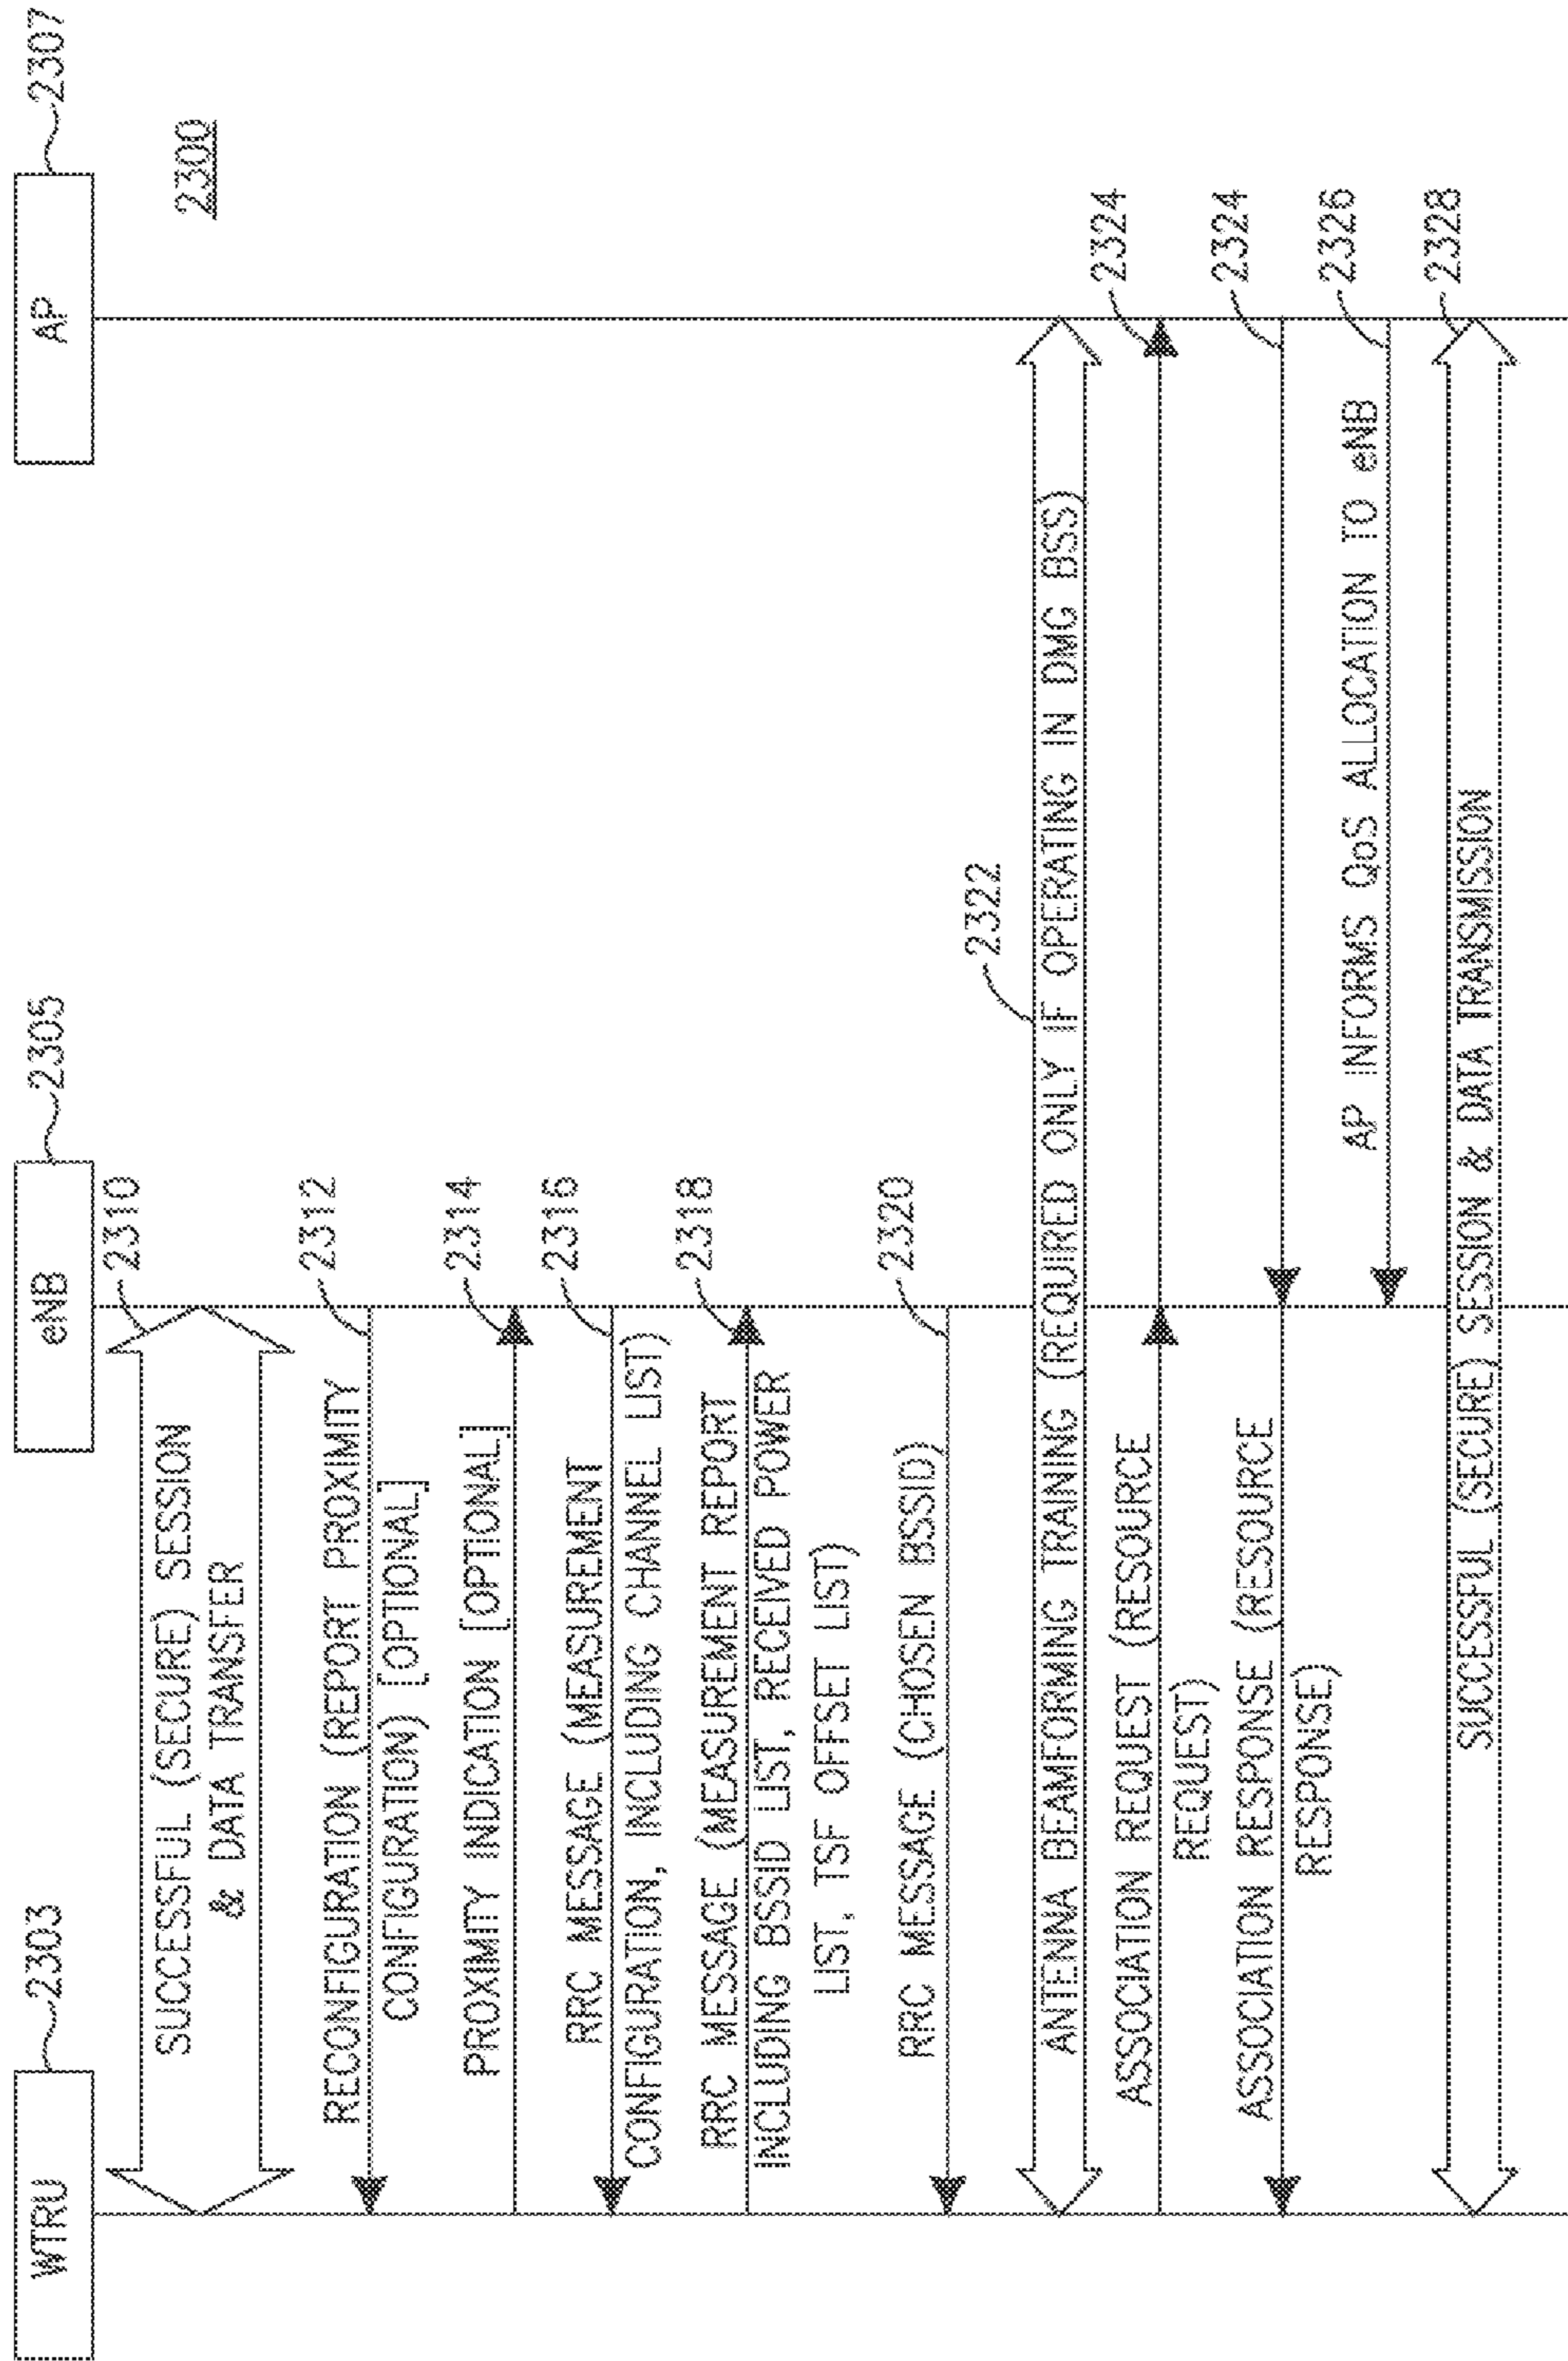 WTRU
2303
eNB
2305
AP
2307
2300
2310
SUCCESSFUL (SECURE) SESSION
& DATA TRANSFER
2312
RECONFIGURATION (REPORT PROXIMITY
CONFIGURATION) [OPTIONAL]
2314
PROXIMITY INDICATION [OPTIONAL]
2316
RRC MESSAGE (MEASUREMENT
CONFIGURATION, INCLUDING CHANNEL LIST)
2318
RRC MESSAGE (MEASUREMENT REPORT
INCLUDING BSSID LIST, RECEIVED POWER
LIST, TSF OFFSET LIST)
2320
RRC MESSAGE (CHOSEN BSSID)
2322
ANTENNA BEAMFORMING TRAINING (REQUIRED ONLY IF OPERATING IN DMG BSS)
2324
ASSOCIATION REQUEST (RESOURCE
REQUEST)
2324
ASSOCIATION RESPONSE (RESOURCE
RESPONSE)
2326
AP INFORMS QoS ALLOCATION TO eNB
2328
SUCCESSFUL (SECURE) SESSION & DATA TRANSMISSION